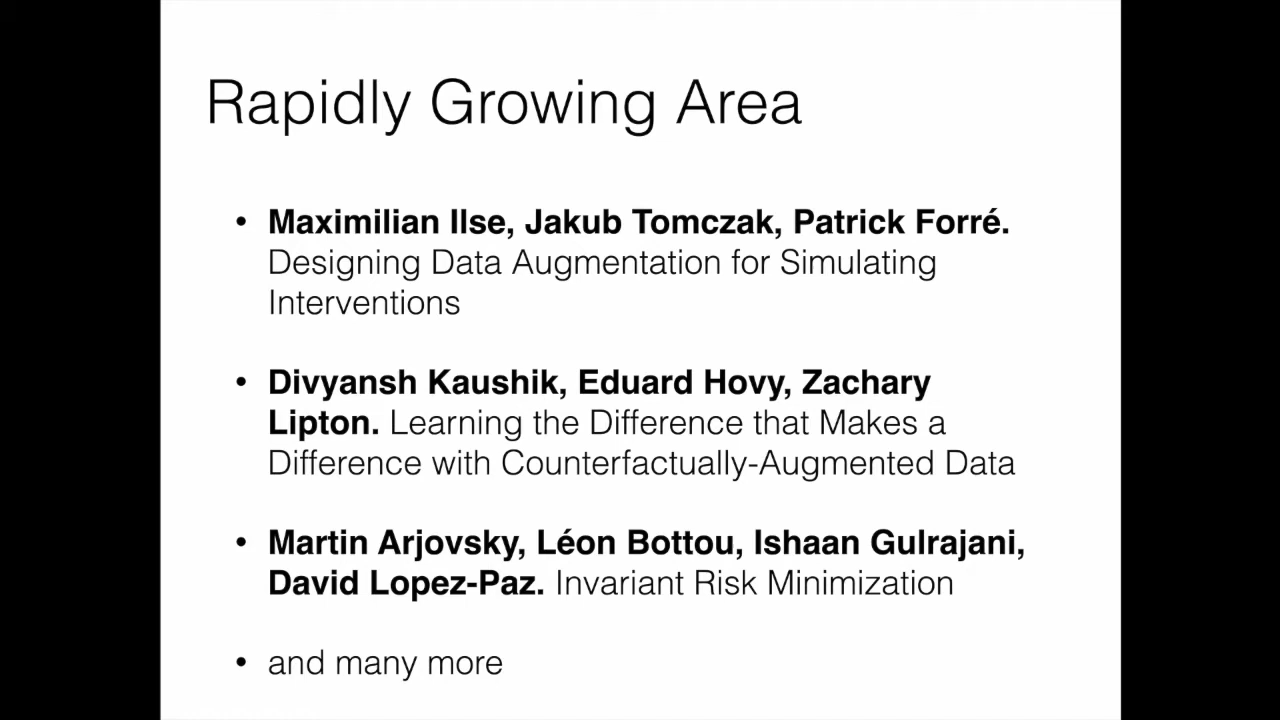 Rapidly Growing Area
• Maximilian Ilse, Jakub Tomczak, Patrick Forré.
Designing Data Augmentation for Simulating
Interventions
• Divyansh Kaushik, Eduard Hovy, Zachary
Lipton. Learning the Difference that Makes a
Difference with Counterfactually-Augmented Data
• Martin Arjovsky, Léon Bottou, Ishaan Gulrajani,
David Lopez-Paz. Invariant Risk Minimization
• and many more